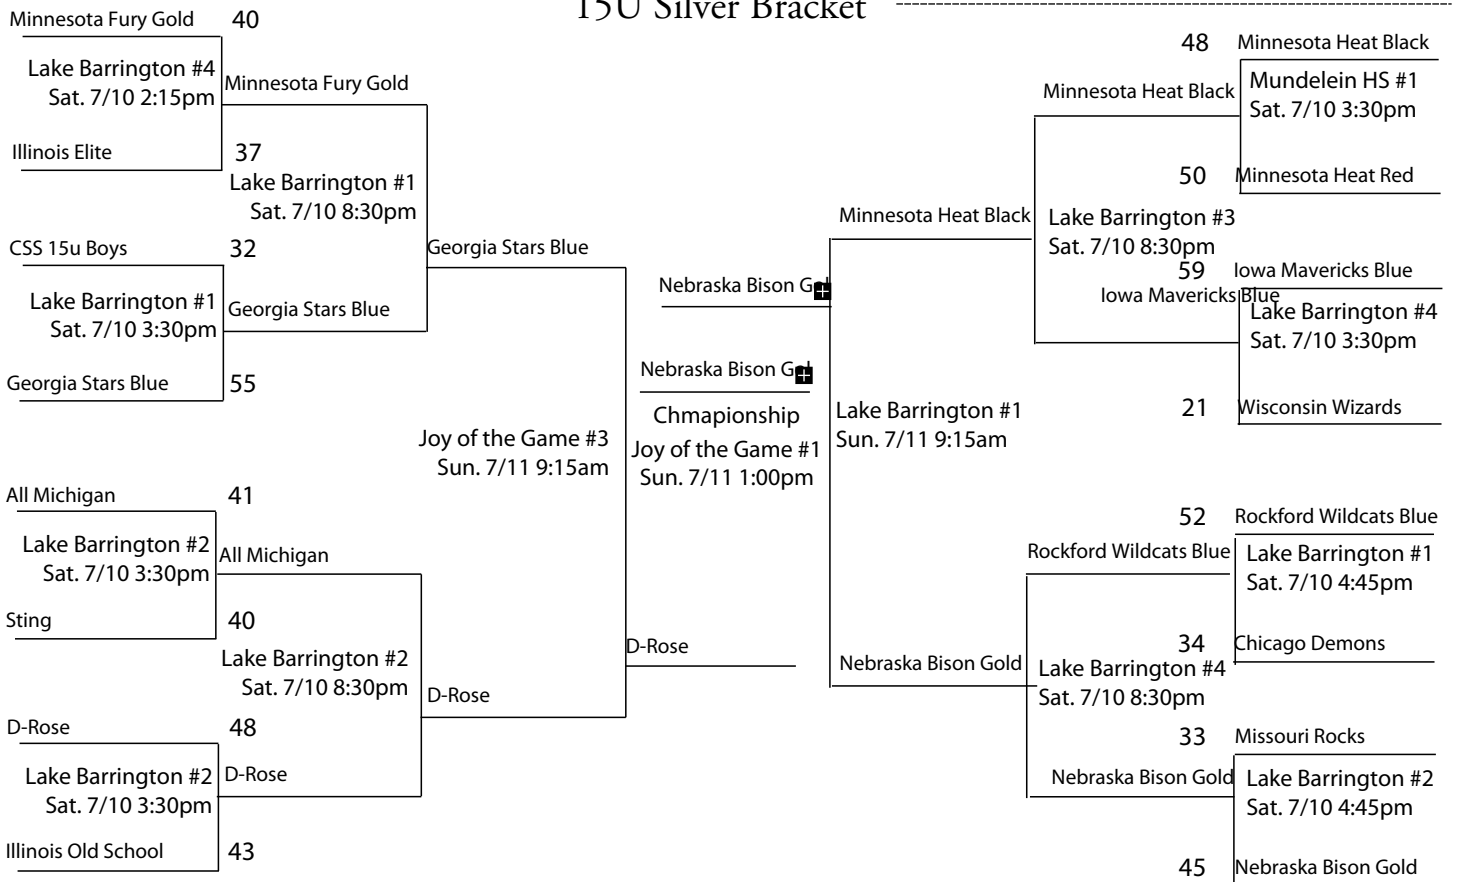 15U Silver Bracket
Minnesota Fury Gold 40
Lake Barrington #4
Sat. 7/10 2:15pm
Minnesota Fury Gold
Illinois Elite 37
Lake Barrington #1
Sat. 7/10 8:30pm
CSS 15u Boys 32
Georgia Stars Blue
Lake Barrington #1
Sat. 7/10 3:30pm
Georgia Stars Blue
Georgia Stars Blue 55
Joy of the Game #3
Sun. 7/11 9:15am
All Michigan 41
Lake Barrington #2
Sat. 7/10 3:30pm
All Michigan
Sting 40
Lake Barrington #2
Sat. 7/10 8:30pm
D-Rose
D-Rose
D-Rose 48
Lake Barrington #2
Sat. 7/10 3:30pm
D-Rose
Illinois Old School 43
Nebraska Bison Gol
Nebraska Bison Gol
Chmapionship
Joy of the Game #1
Sun. 7/11 1:00pm
48 Minnesota Heat Black
Minnesota Heat Black
Mundelein HS #1
Sat. 7/10 3:30pm
50 Minnesota Heat Red
Minnesota Heat Black
Lake Barrington #3
Sat. 7/10 8:30pm
59 Iowa Mavericks Blue
Iowa Mavericks Blue
Lake Barrington #4
Sat. 7/10 3:30pm
21 Wisconsin Wizards
Lake Barrington #1
Sun. 7/11 9:15am
52 Rockford Wildcats Blue
Rockford Wildcats Blue
Lake Barrington #1
Sat. 7/10 4:45pm
34 Chicago Demons
Nebraska Bison Gold
Lake Barrington #4
Sat. 7/10 8:30pm
33 Missouri Rocks
Nebraska Bison Gold
Lake Barrington #2
Sat. 7/10 4:45pm
45 Nebraska Bison Gold